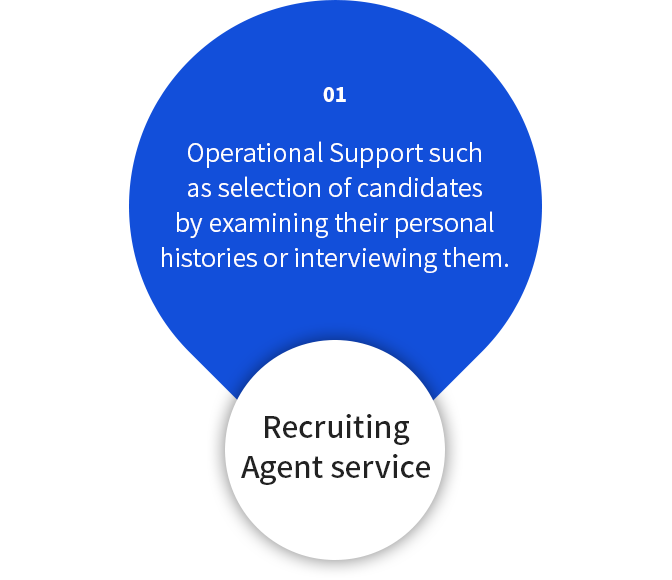 01
Operational Support such
as selection of candidates
by examining their personal
histories or interviewing them.
Recruiting
Agent service